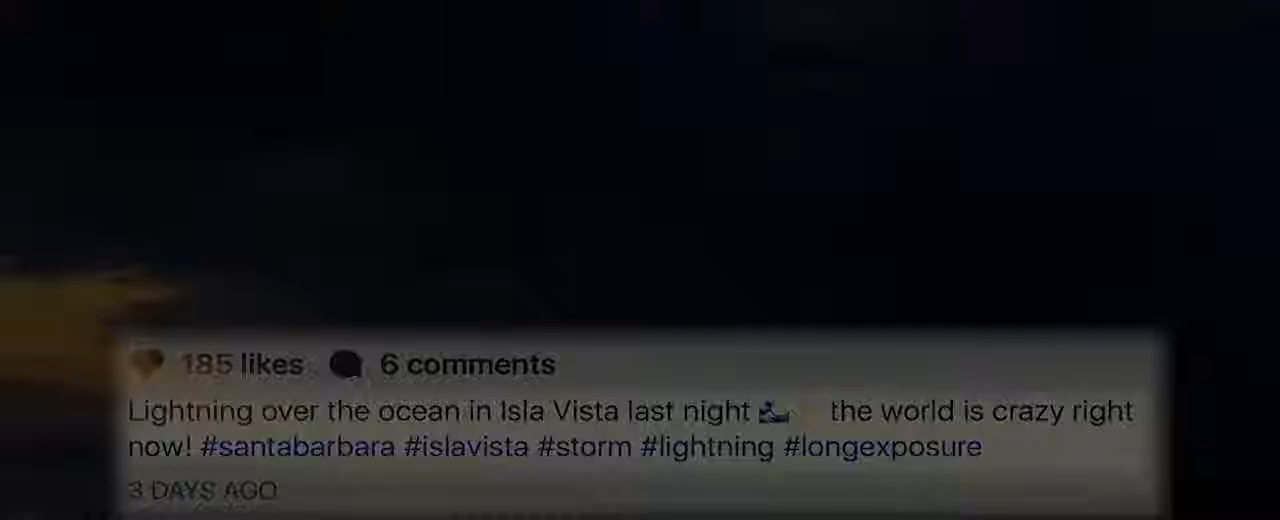 185 likes 6 comments
Lightning over the ocean in Isla Vista last night 🌊 the world is crazy right
now! #santabarbara #islavista #storm #lightning #longexposure
3 DAYS AGO